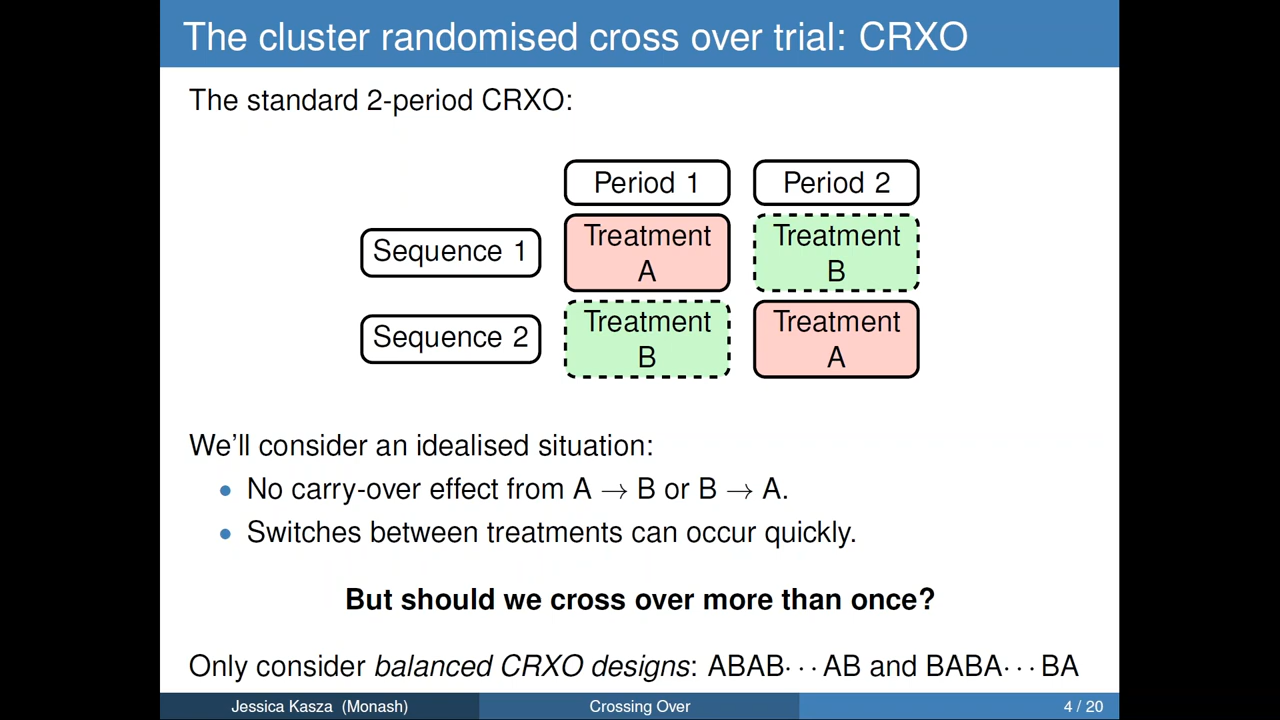 The cluster randomised cross over trial: CRXO
The standard 2-period CRXO:
Period 1 Period 2
Sequence 1 Treatment A Treatment B
Sequence 2 Treatment B Treatment A
We'll consider an idealised situation:
• No carry-over effect from A → B or B → A.
• Switches between treatments can occur quickly.
But should we cross over more than once?
Only consider balanced CRXO designs: ABAB··· AB and BABA··· BA
Jessica Kasza (Monash) Crossing Over 4 / 20